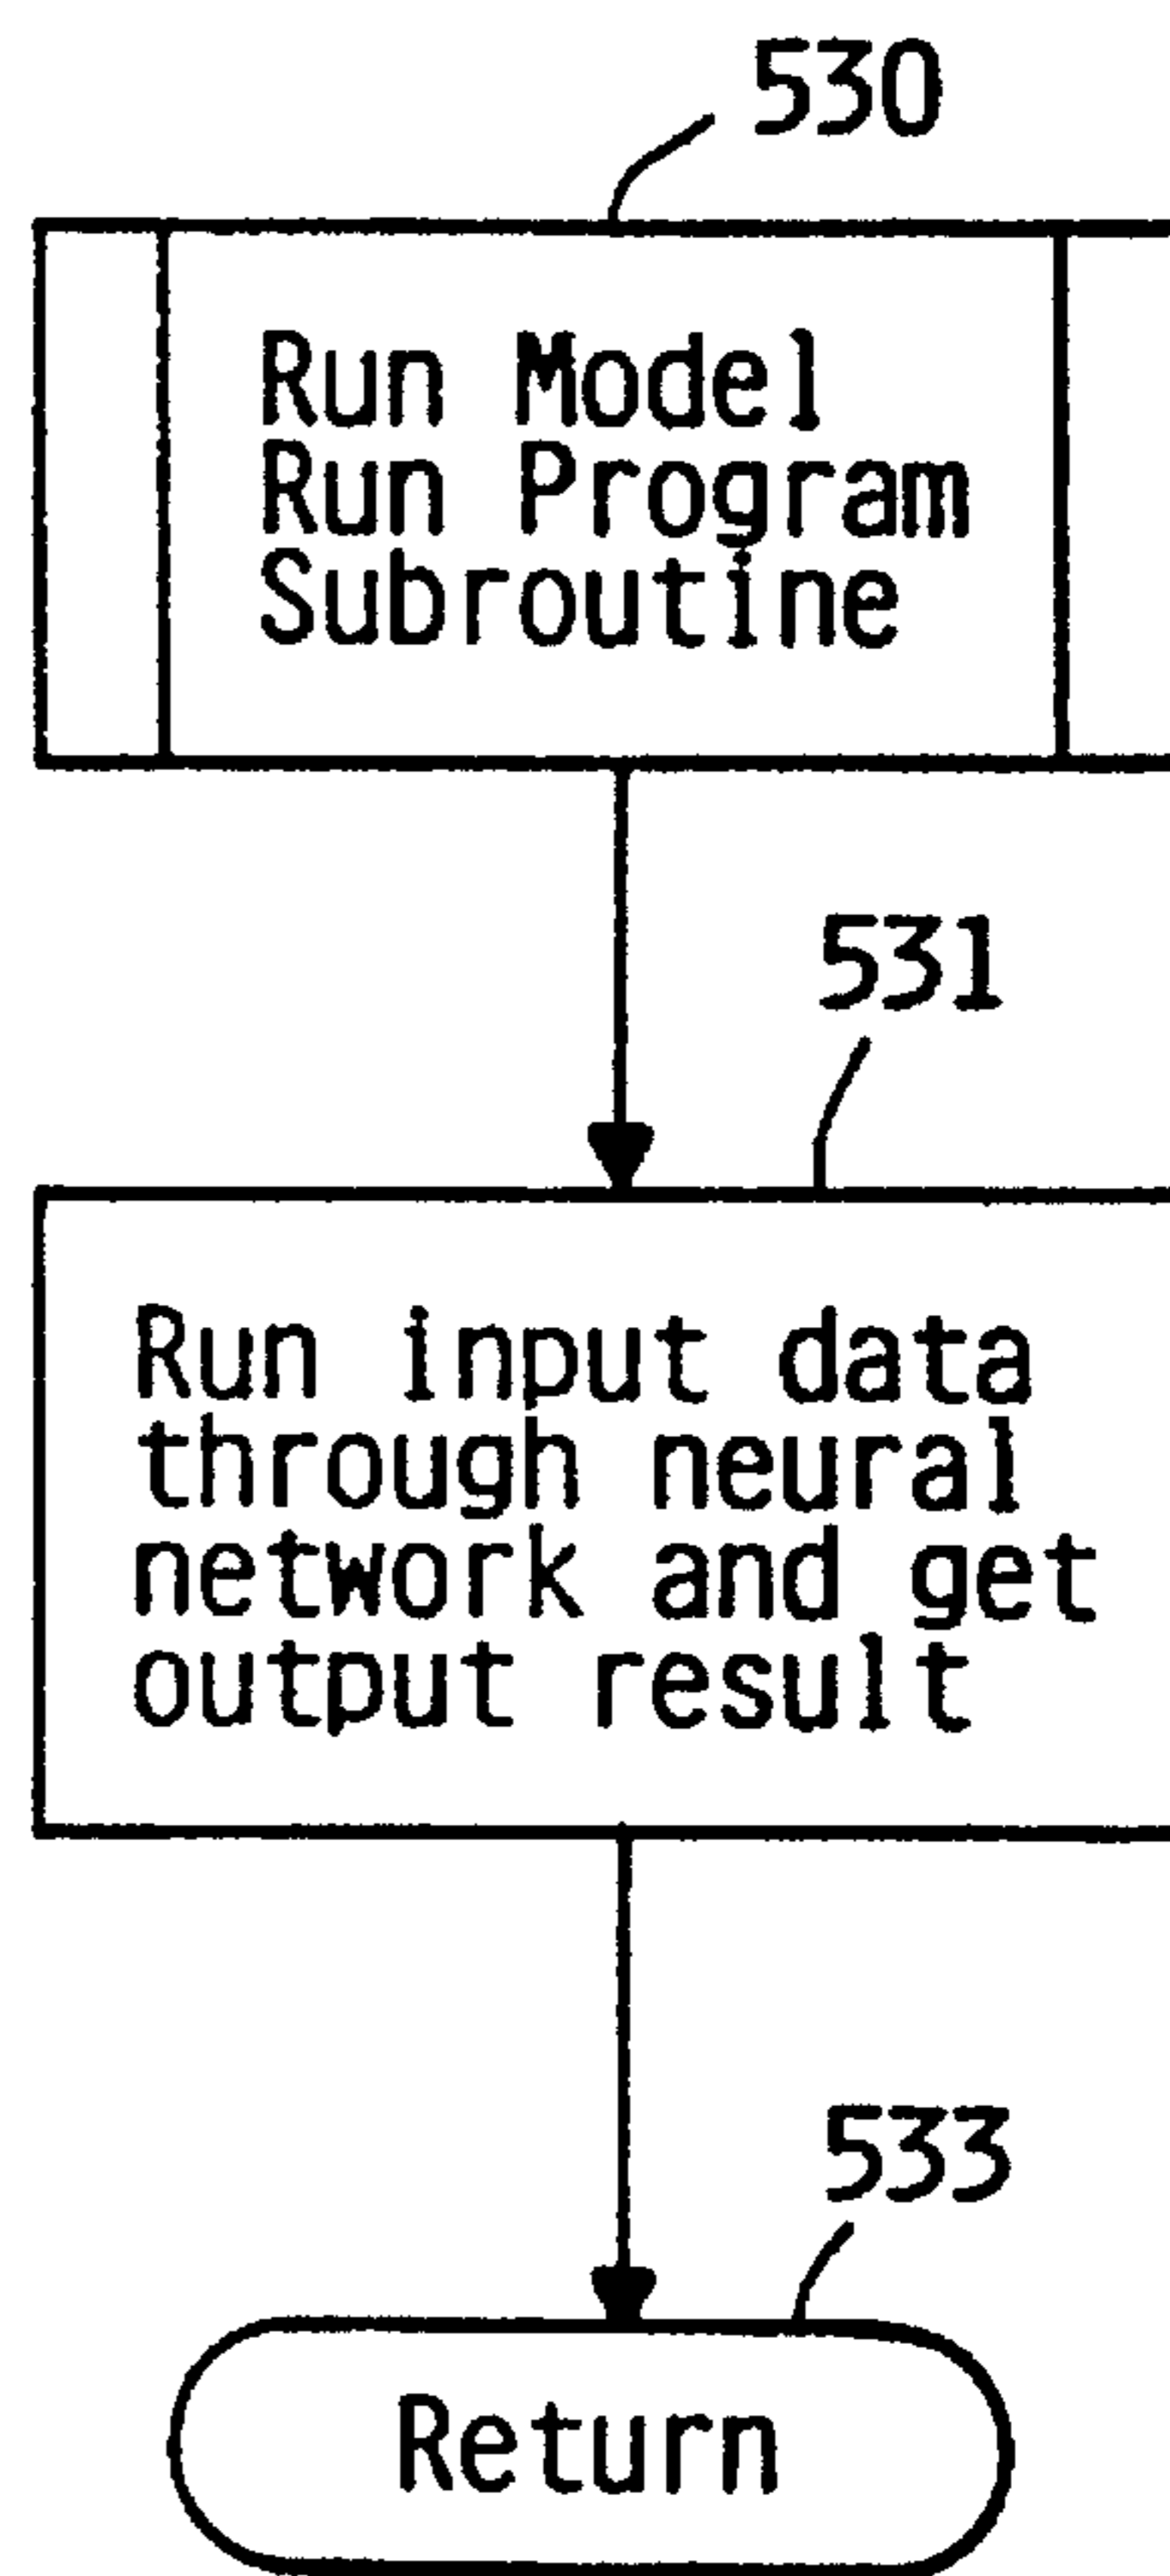 530
Run Model
Run Program
Subroutine
531
Run input data
through neural
network and get
output result
533
Return